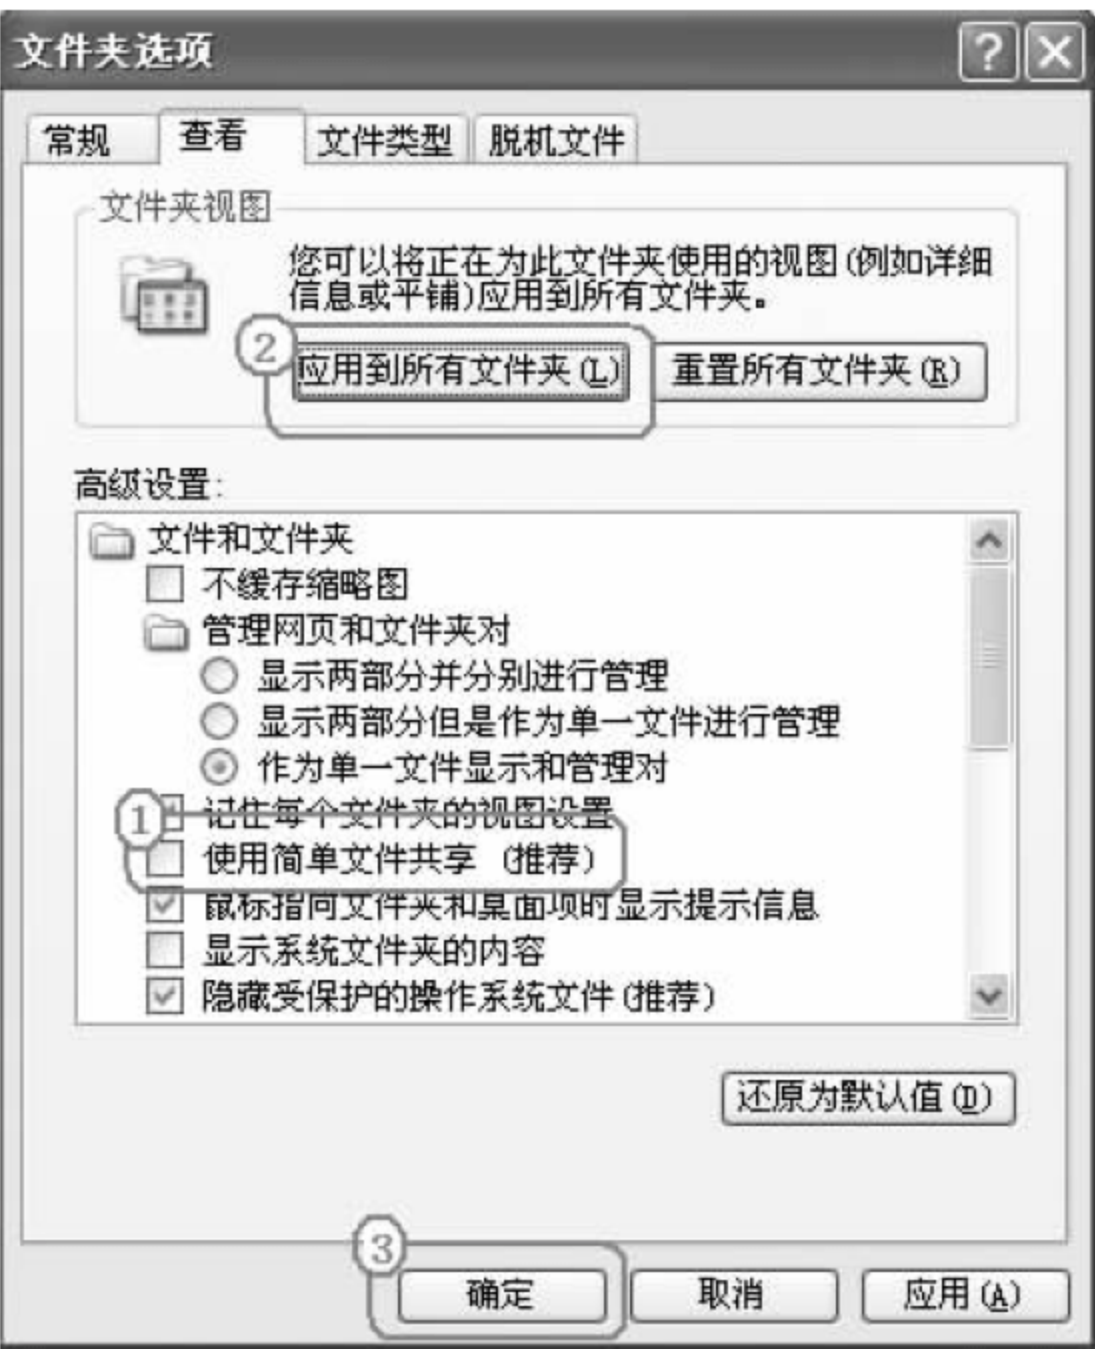 文件夹选项
常规 查看 文件类型 脱机文件
文件夹视图
您可以将正在为此文件夹使用的视图(例如详细
信息或平铺)应用到所有文件夹。
2
应用到所有文件夹(L) 重置所有文件夹(R)
高级设置:
文件和文件夹
不缓存缩略图
管理网页和文件夹对
显示两部分并分别进行管理
显示两部分但是作为单一文件进行管理
作为单一文件显示和管理对
1 记住每个文件夹的视图设置
使用简单文件共享 (推荐)
鼠标指向文件夹和桌面项时显示提示信息
显示系统文件夹的内容
隐藏受保护的操作系统文件(推荐)
还原为默认值(D)
3
确定 取消 应用(A)